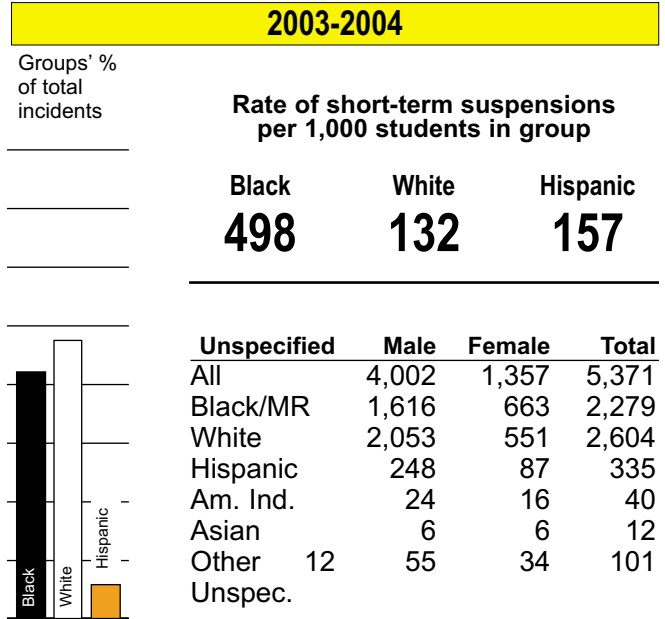 2003-2004
Groups' %
of total
incidents
Rate of short-term suspensions
per 1,000 students in group
Black White Hispanic
498 132 157
Unspecified Male Female Total
All 4,002 1,357 5,371
Black/MR 1,616 663 2,279
White 2,053 551 2,604
Hispanic 248 87 335
Am. Ind. 24 16 40
Asian 6 6 12
Other 12 55 34 101
Unspec.
Black
White
Hispanic